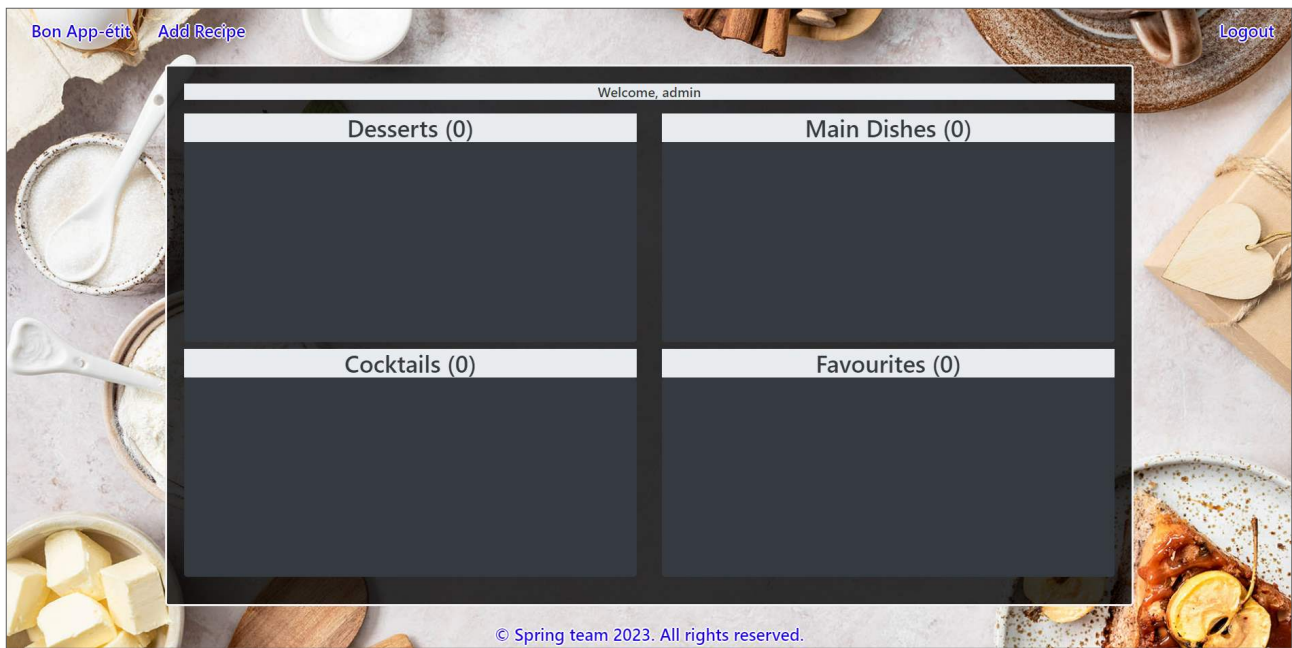 Bon App-étit Add Recipe Logout
Welcome, admin
Desserts (0) Main Dishes (0)
Cocktails (0) Favourites (0)
© Spring team 2023. All rights reserved.